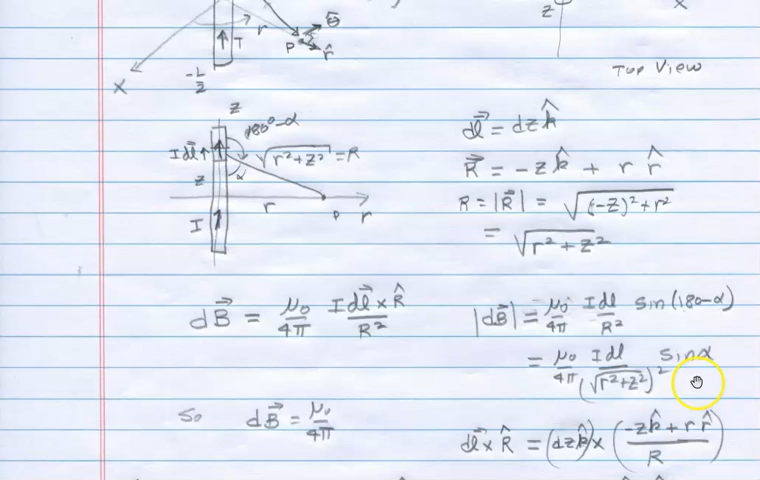 θ̂
r
P
r̂
I
-L/2
X
z
X
Top View
z
180°-α
Idl⃗
√(r²+z²) = R
α
z
r
P
r
I
dl⃗ = dz k̂
R⃗ = -z k̂ + r r̂
R = |R⃗| = √((-z)²+r²)
= √(r²+z²)
dB⃗ = μ₀/4π Idl⃗ × R̂/R²
|dB⃗| = μ₀/4π Idl/R² sin(180-α)
= μ₀/4π Idl/(√(r²+z²))² sinα
So dB⃗ = μ₀/4π
dl⃗ × R̂ = (dz k̂) × (-z k̂ + r r̂/R)